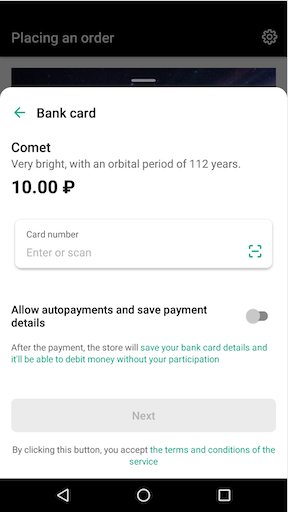 Placing an order
Bank card
Comet
Very bright, with an orbital period of 112 years.
10.00 ₽
Card number
Enter or scan
Allow autopayments and save payment
details
After the payment, the store will save your bank card details and
it'll be able to debit money without your participation
Next
By clicking this button, you accept the terms and conditions of the
service